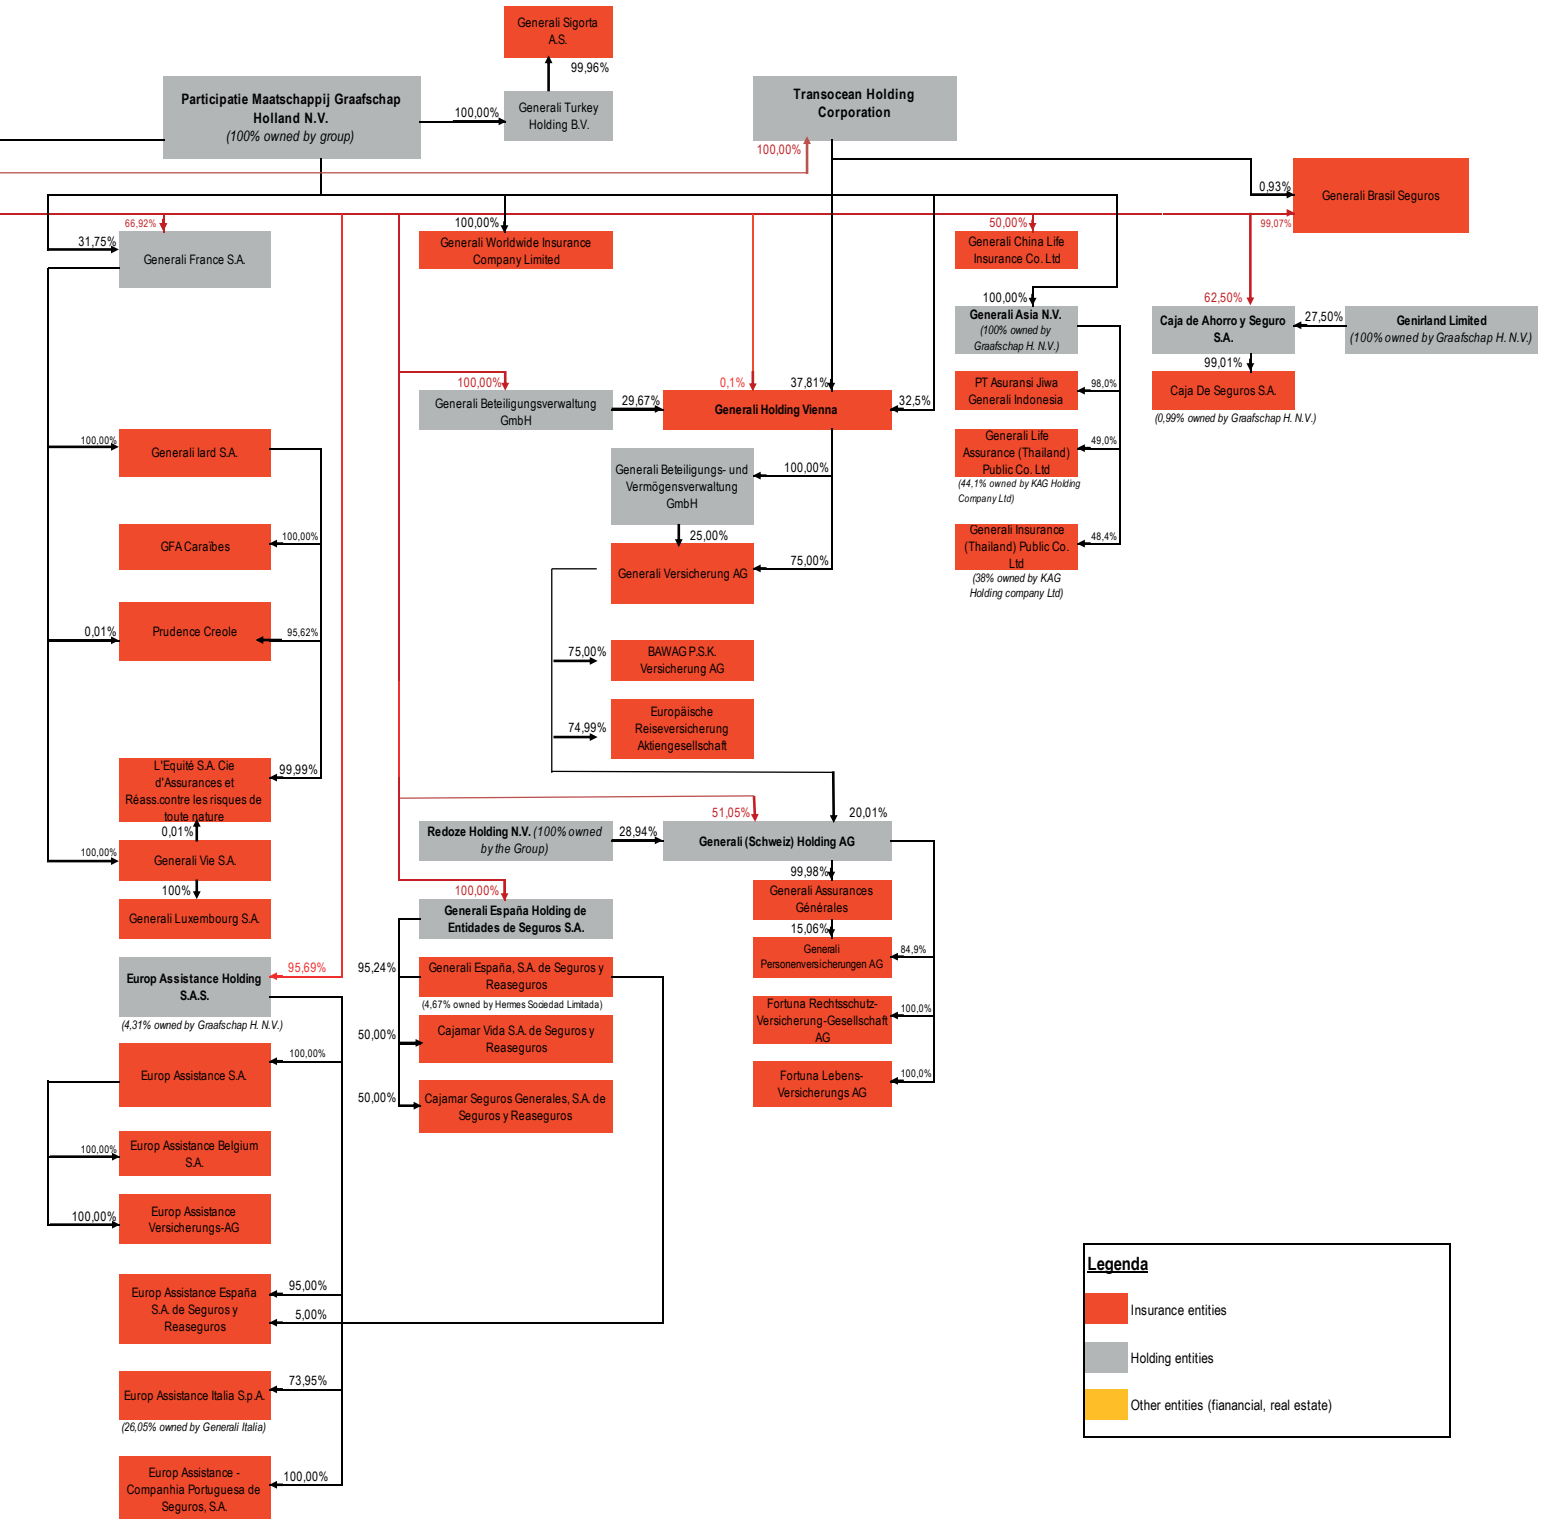 Generali Sigorta
A.S.
99,96%
Participatie Maatschappij Graafschap
Holland N.V.
(100% owned by group)
100,00%
Generali Turkey
Holding B.V.
Transocean Holding
Corporation
100,00%
0,93%
Generali Brasil Seguros
99,07%
66,92%
31,75%
Generali France S.A.
100,00%
Generali Worldwide Insurance
Company Limited
50,00%
Generali China Life
Insurance Co. Ltd
100,00%
Generali Asia N.V.
(100% owned by
Graafschap H. N.V.)
62,50%
Caja de Ahorro y Seguro
S.A.
27,50%
Genirland Limited
(100% owned by Graafschap H. N.V.)
99,01%
Caja De Seguros S.A.
(0,99% owned by Graafschap H. N.V.)
100,00%
Generali Beteiligungsverwaltung
GmbH
29,67%
0,1%
37,81%
Generali Holding Vienna
32,5%
PT Asuransi Jiwa
Generali Indonesia
98,0%
Generali Life
Assurance (Thailand)
Public Co. Ltd
49,0%
(44,1% owned by KAG Holding
Company Ltd)
Generali Insurance
(Thailand) Public Co.
Ltd
48,4%
(38% owned by KAG
Holding company Ltd)
100,00%
Generali Iard S.A.
GFA Caraïbes
100,00%
0,01%
Prudence Creole
95,62%
Generali Beteiligungs- und
Vermögensverwaltung
GmbH
100,00%
25,00%
Generali Versicherung AG
75,00%
75,00%
BAWAG P.S.K.
Versicherung AG
74,99%
Europäische
Reiseversicherung
Aktiengesellschaft
L'Equité S.A. Cie
d'Assurances et
Réass.contre les risques de
toute nature
99,99%
0,01%
100,00%
Generali Vie S.A.
100%
Generali Luxembourg S.A.
Redoze Holding N.V. (100% owned
by the Group)
28,94%
51,05%
20,01%
Generali (Schweiz) Holding AG
99,98%
Generali Assurances
Générales
15,06%
Generali
Personenversicherungen AG
84,9%
Fortuna Rechtsschutz-
Versicherung-Gesellschaft
AG
100,0%
Fortuna Lebens-
Versicherungs AG
100,0%
100,00%
Generali España Holding de
Entidades de Seguros S.A.
95,24%
Generali España, S.A. de Seguros y
Reaseguros
(4,67% owned by Hermes Sociedad Limitada)
50,00%
Cajamar Vida S.A. de Seguros y
Reaseguros
50,00%
Cajamar Seguros Generales, S.A. de
Seguros y Reaseguros
Europ Assistance Holding
S.A.S.
95,69%
(4,31% owned by Graafschap H. N.V.)
Europ Assistance S.A.
100,00%
100,00%
Europ Assistance Belgium
S.A.
100,00%
Europ Assistance
Versicherungs-AG
Europ Assistance España
S.A. de Seguros y
Reaseguros
95,00%
5,00%
Europ Assistance Italia S.p.A.
73,95%
(26,05% owned by Generali Italia)
Europ Assistance -
Companhia Portuguesa de
Seguros, S.A.
100,00%
Legenda
Insurance entities
Holding entities
Other entities (fianancial, real estate)